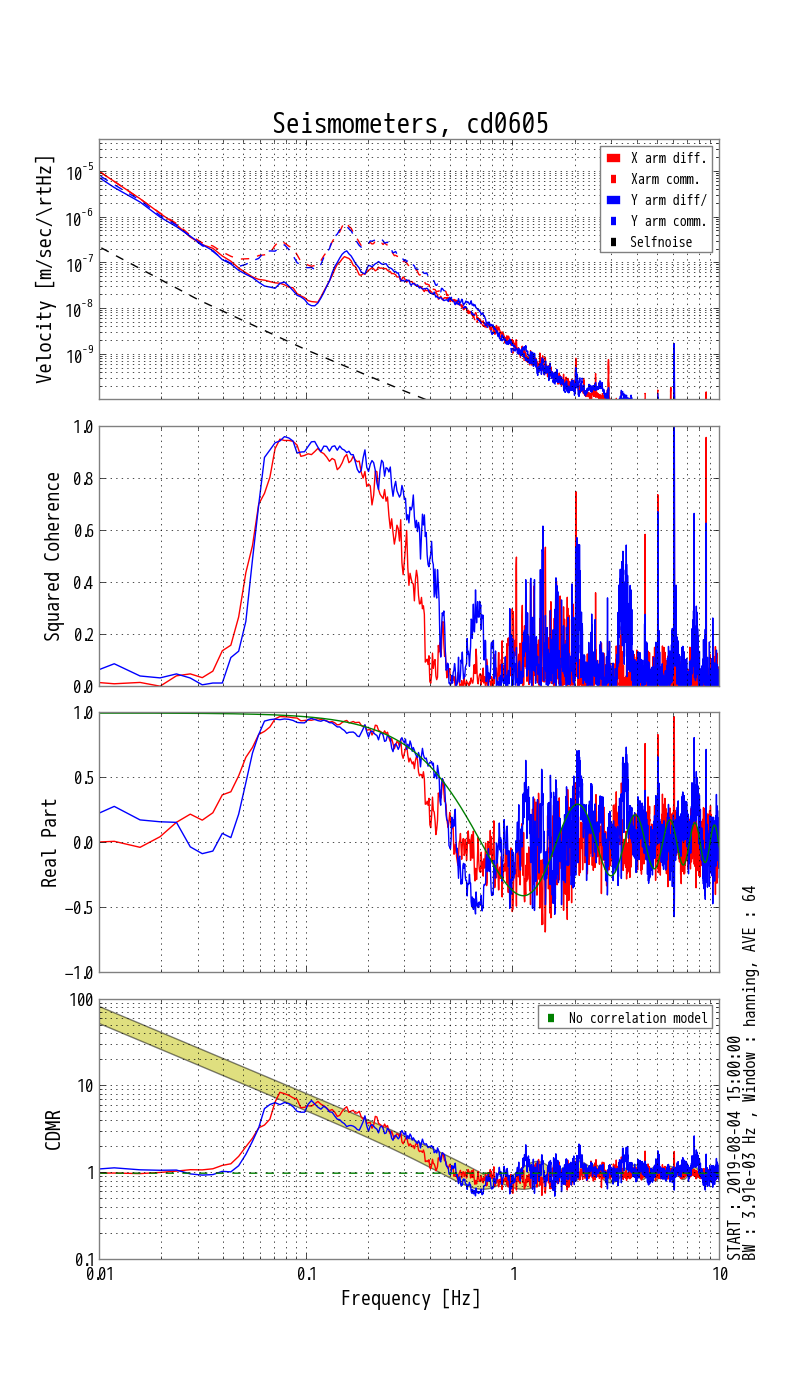 Seismometers, cd0605
Velocity [m/sec/\rtHz]
10^-5
10^-6
10^-7
10^-8
10^-9
X arm diff.
Xarm comm.
Y arm diff/
Y arm comm.
Selfnoise
Squared Coherence
1.0
0.8
0.6
0.4
0.2
0.0
Real Part
1.0
0.5
0.0
−0.5
−1.0
CDMR
100
10
1
0.1
No correlation model
0.01 0.1 1 10
Frequency [Hz]
START : 2019-08-04 15:00:00
BW : 3.91e-03 Hz , Window : hanning, AVE : 64